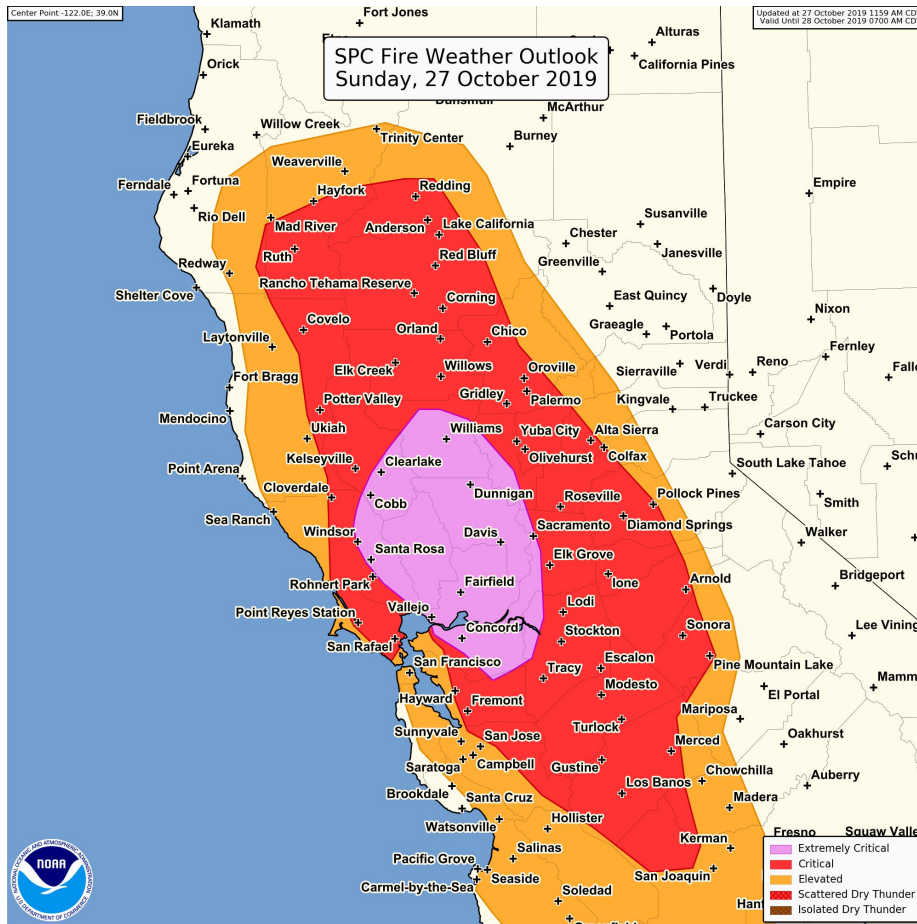 Center Point -122.0E; 39.0N
Updated at 27 October 2019 1159 AM CD
Valid Until 28 October 2019 0700 AM CD
SPC Fire Weather Outlook
Sunday, 27 October 2019
Klamath
Fort Jones
Alturas
California Pines
Orick
McArthur
Fieldbrook
Willow Creek
Trinity Center
Burney
Eureka
Weaverville
Ferndale
Fortuna
Hayfork
Redding
Empire
Rio Dell
Mad River
Anderson
Lake California
Susanville
Chester
Janesville
Ruth
Red Bluff
Greenville
Redway
Shelter Cove
Rancho Tehama Reserve
Corning
East Quincy
Doyle
Nixon
Covelo
Orland
Chico
Graeagle
Portola
Laytonville
Fernley
Elk Creek
Willows
Oroville
Sierraville
Verdi
Reno
Fort Bragg
Gridley
Palermo
Kingvale
Truckee
Potter Valley
Mendocino
Ukiah
Williams
Yuba City
Alta Sierra
Carson City
Olivehurst
Colfax
Kelseyville
Clearlake
Point Arena
South Lake Tahoe
Cloverdale
Cobb
Dunnigan
Roseville
Pollock Pines
Smith
Sea Ranch
Sacramento
Diamond Springs
Windsor
Davis
Walker
Santa Rosa
Elk Grove
Rohnert Park
Fairfield
Ione
Arnold
Bridgeport
Point Reyes Station
Vallejo
Lodi
Concord
Stockton
Sonora
Lee Vining
San Rafael
San Francisco
Tracy
Escalon
Pine Mountain Lake
Hayward
Fremont
Modesto
El Portal
Mamm
Mariposa
Sunnyvale
San Jose
Turlock
Merced
Oakhurst
Saratoga
Campbell
Gustine
Chowchilla
Auberry
Brookdale
Santa Cruz
Los Banos
Madera
Watsonville
Hollister
Fresno
Squaw Valle
Salinas
Kerman
Pacific Grove
Seaside
San Joaquin
Carmel-by-the-Sea
Soledad
Extremely Critical
Critical
Elevated
Scattered Dry Thunder
Isolated Dry Thunder
NATIONAL OCEANIC AND ATMOSPHERIC ADMINISTRATION
NOAA
U.S. DEPARTMENT OF COMMERCE